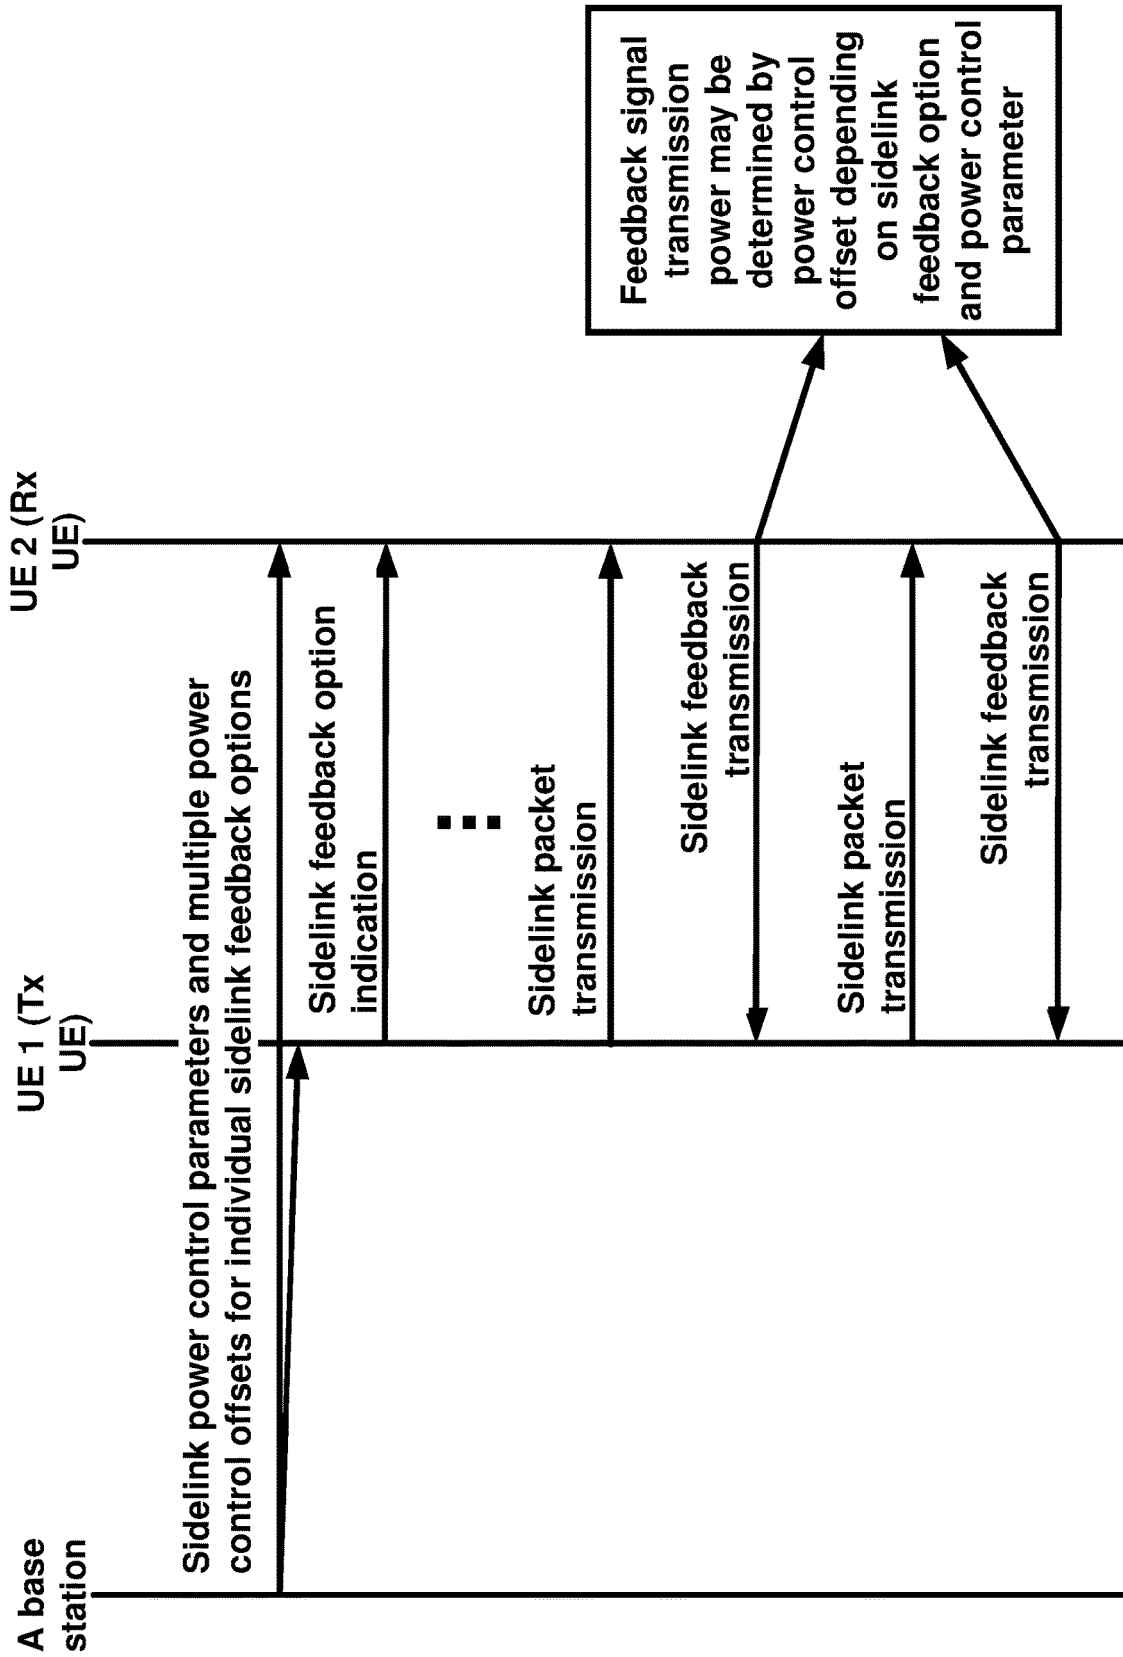 A base
station
UE 1 (Tx
UE)
UE 2 (Rx
UE)
Sidelink power control parameters and multiple power
control offsets for individual sidelink feedback options
Sidelink feedback option
indication
Sidelink packet
transmission
Sidelink feedback
transmission
Sidelink packet
transmission
Sidelink feedback
transmission
Feedback signal
transmission
power may be
determined by
power control
offset depending
on sidelink
feedback option
and power control
parameter